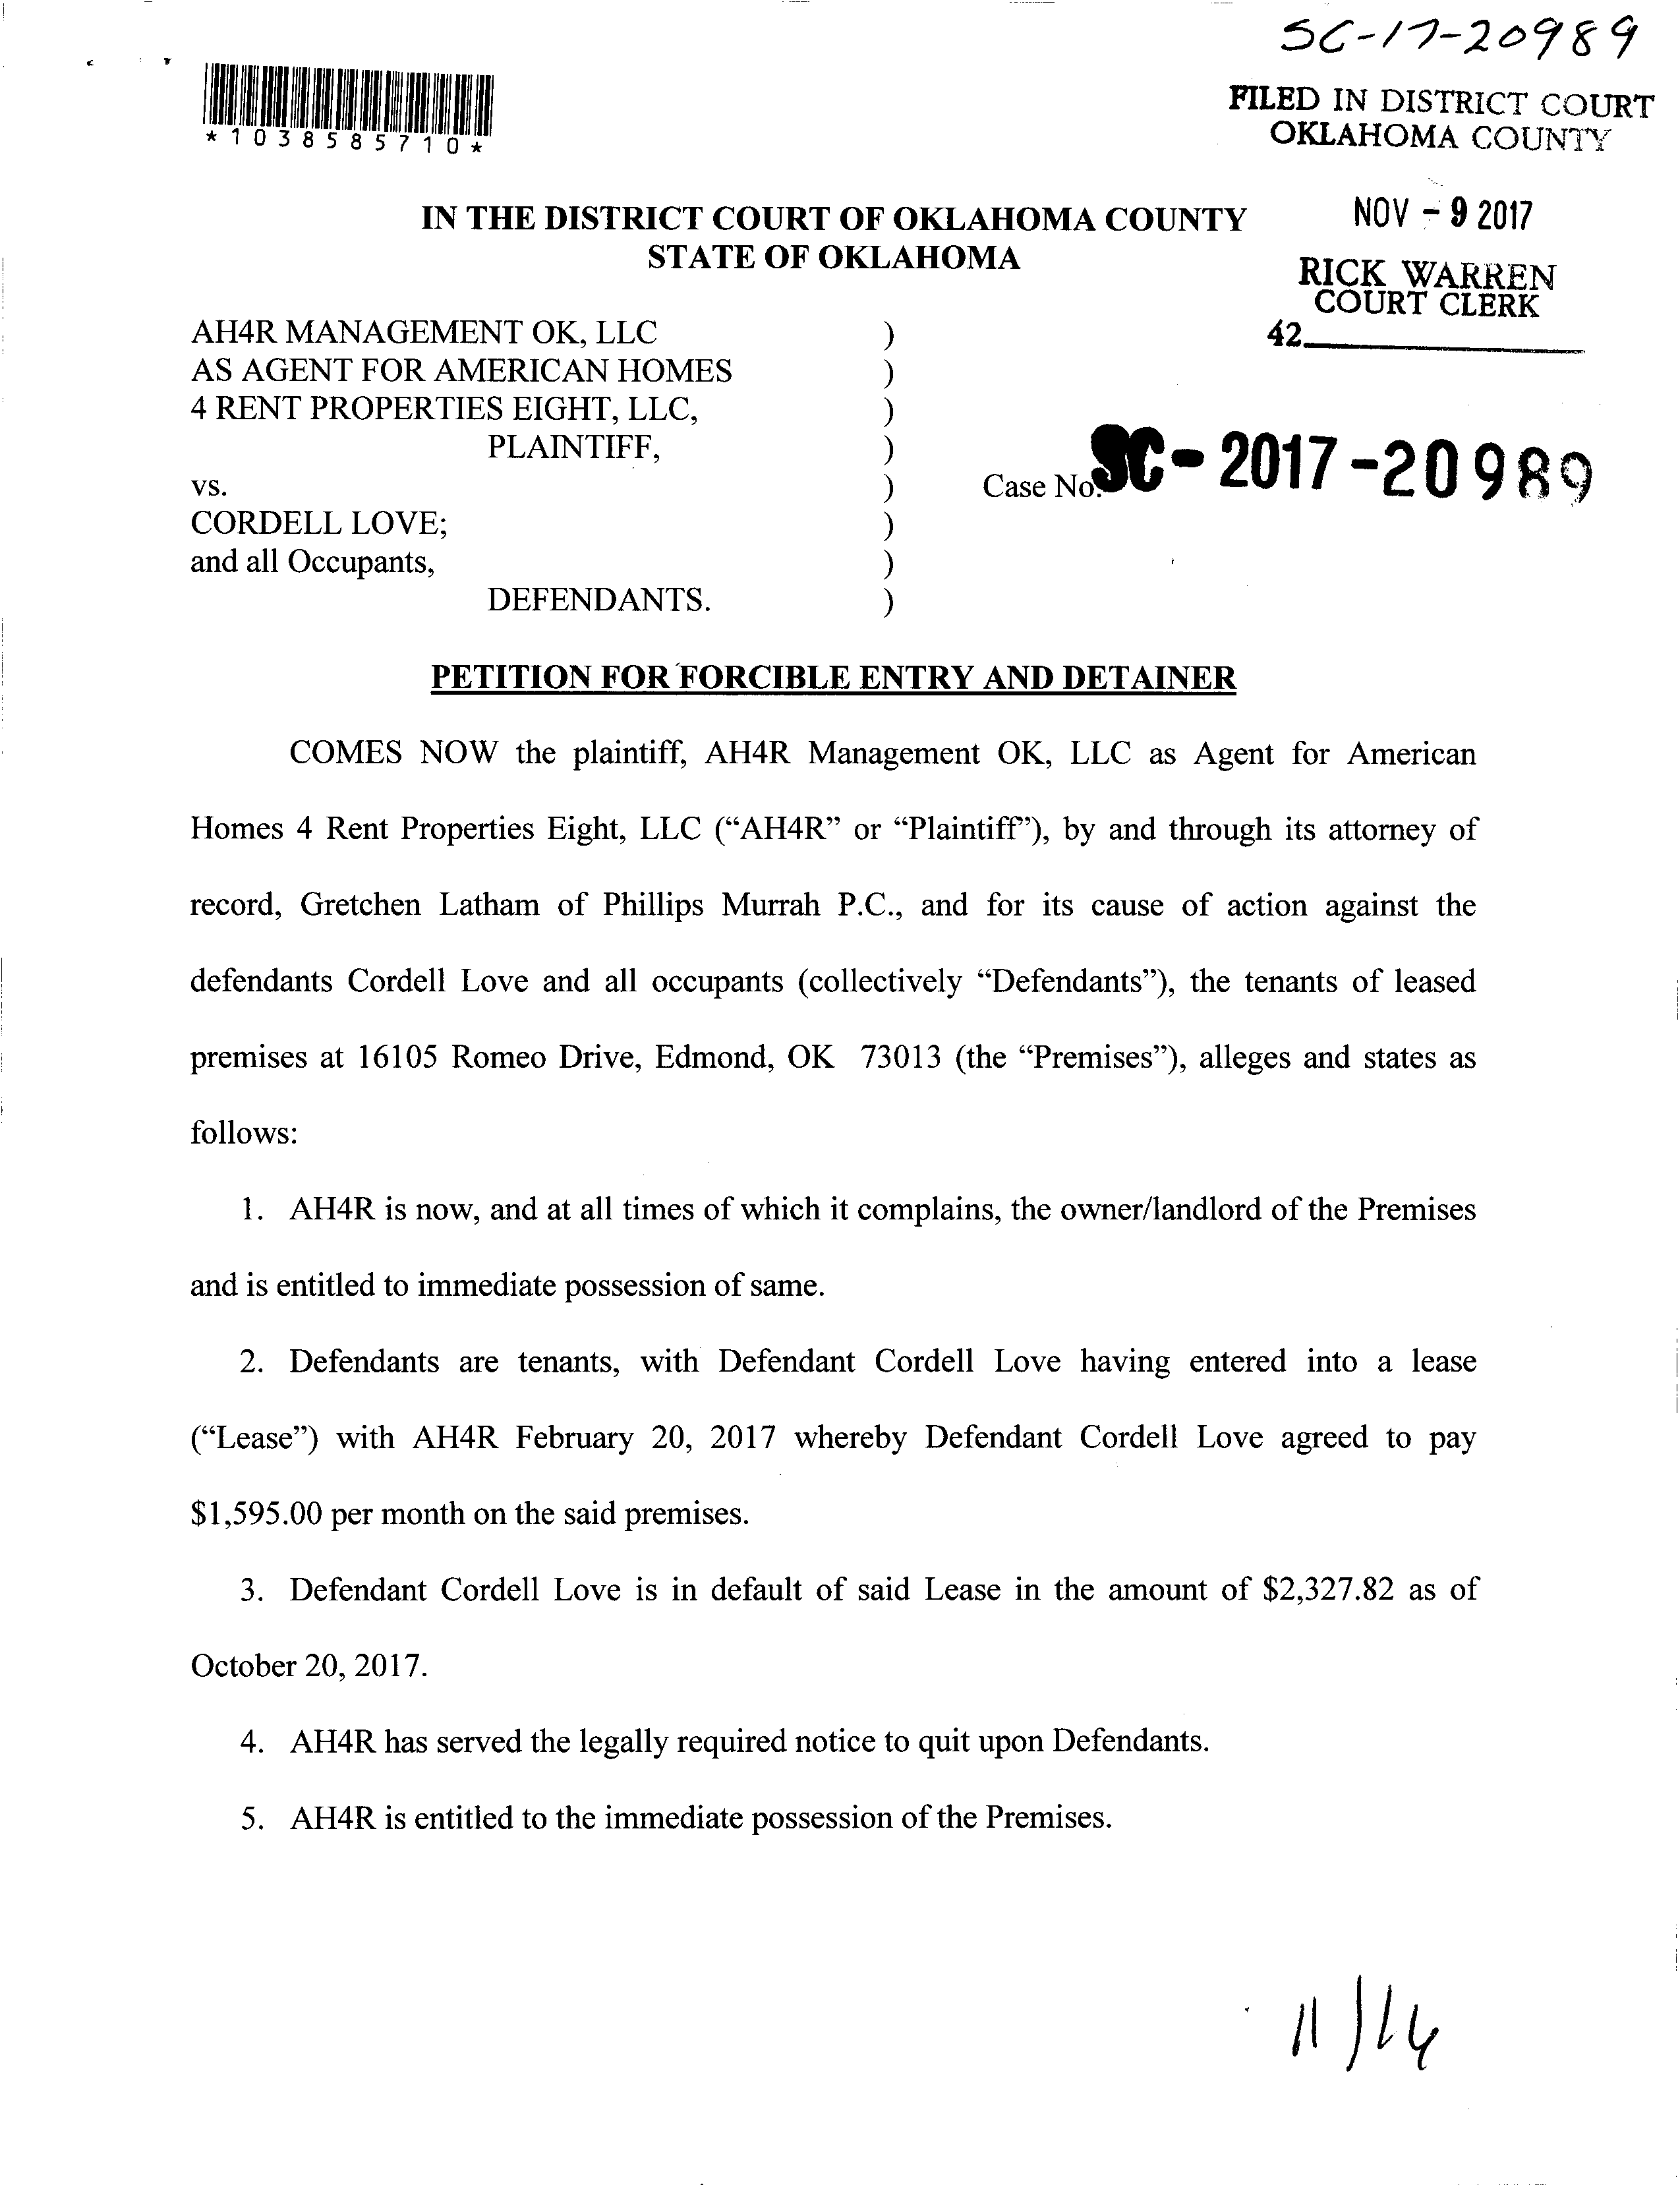 SC-17-20989
*1038585710*
FILED IN DISTRICT COURT
OKLAHOMA COUNTY
NOV - 9 2017
RICK WARREN
COURT CLERK
42
IN THE DISTRICT COURT OF OKLAHOMA COUNTY
STATE OF OKLAHOMA
AH4R MANAGEMENT OK, LLC )
AS AGENT FOR AMERICAN HOMES )
4 RENT PROPERTIES EIGHT, LLC, )
PLAINTIFF, )
vs. ) Case No. SC-2017-20989
CORDELL LOVE; )
and all Occupants, )
DEFENDANTS. )
PETITION FOR FORCIBLE ENTRY AND DETAINER
COMES NOW the plaintiff, AH4R Management OK, LLC as Agent for American
Homes 4 Rent Properties Eight, LLC (“AH4R” or “Plaintiff”), by and through its attorney of
record, Gretchen Latham of Phillips Murrah P.C., and for its cause of action against the
defendants Cordell Love and all occupants (collectively “Defendants”), the tenants of leased
premises at 16105 Romeo Drive, Edmond, OK 73013 (the “Premises”), alleges and states as
follows:
1. AH4R is now, and at all times of which it complains, the owner/landlord of the Premises
and is entitled to immediate possession of same.
2. Defendants are tenants, with Defendant Cordell Love having entered into a lease
(“Lease”) with AH4R February 20, 2017 whereby Defendant Cordell Love agreed to pay
$1,595.00 per month on the said premises.
3. Defendant Cordell Love is in default of said Lease in the amount of $2,327.82 as of
October 20, 2017.
4. AH4R has served the legally required notice to quit upon Defendants.
5. AH4R is entitled to the immediate possession of the Premises.